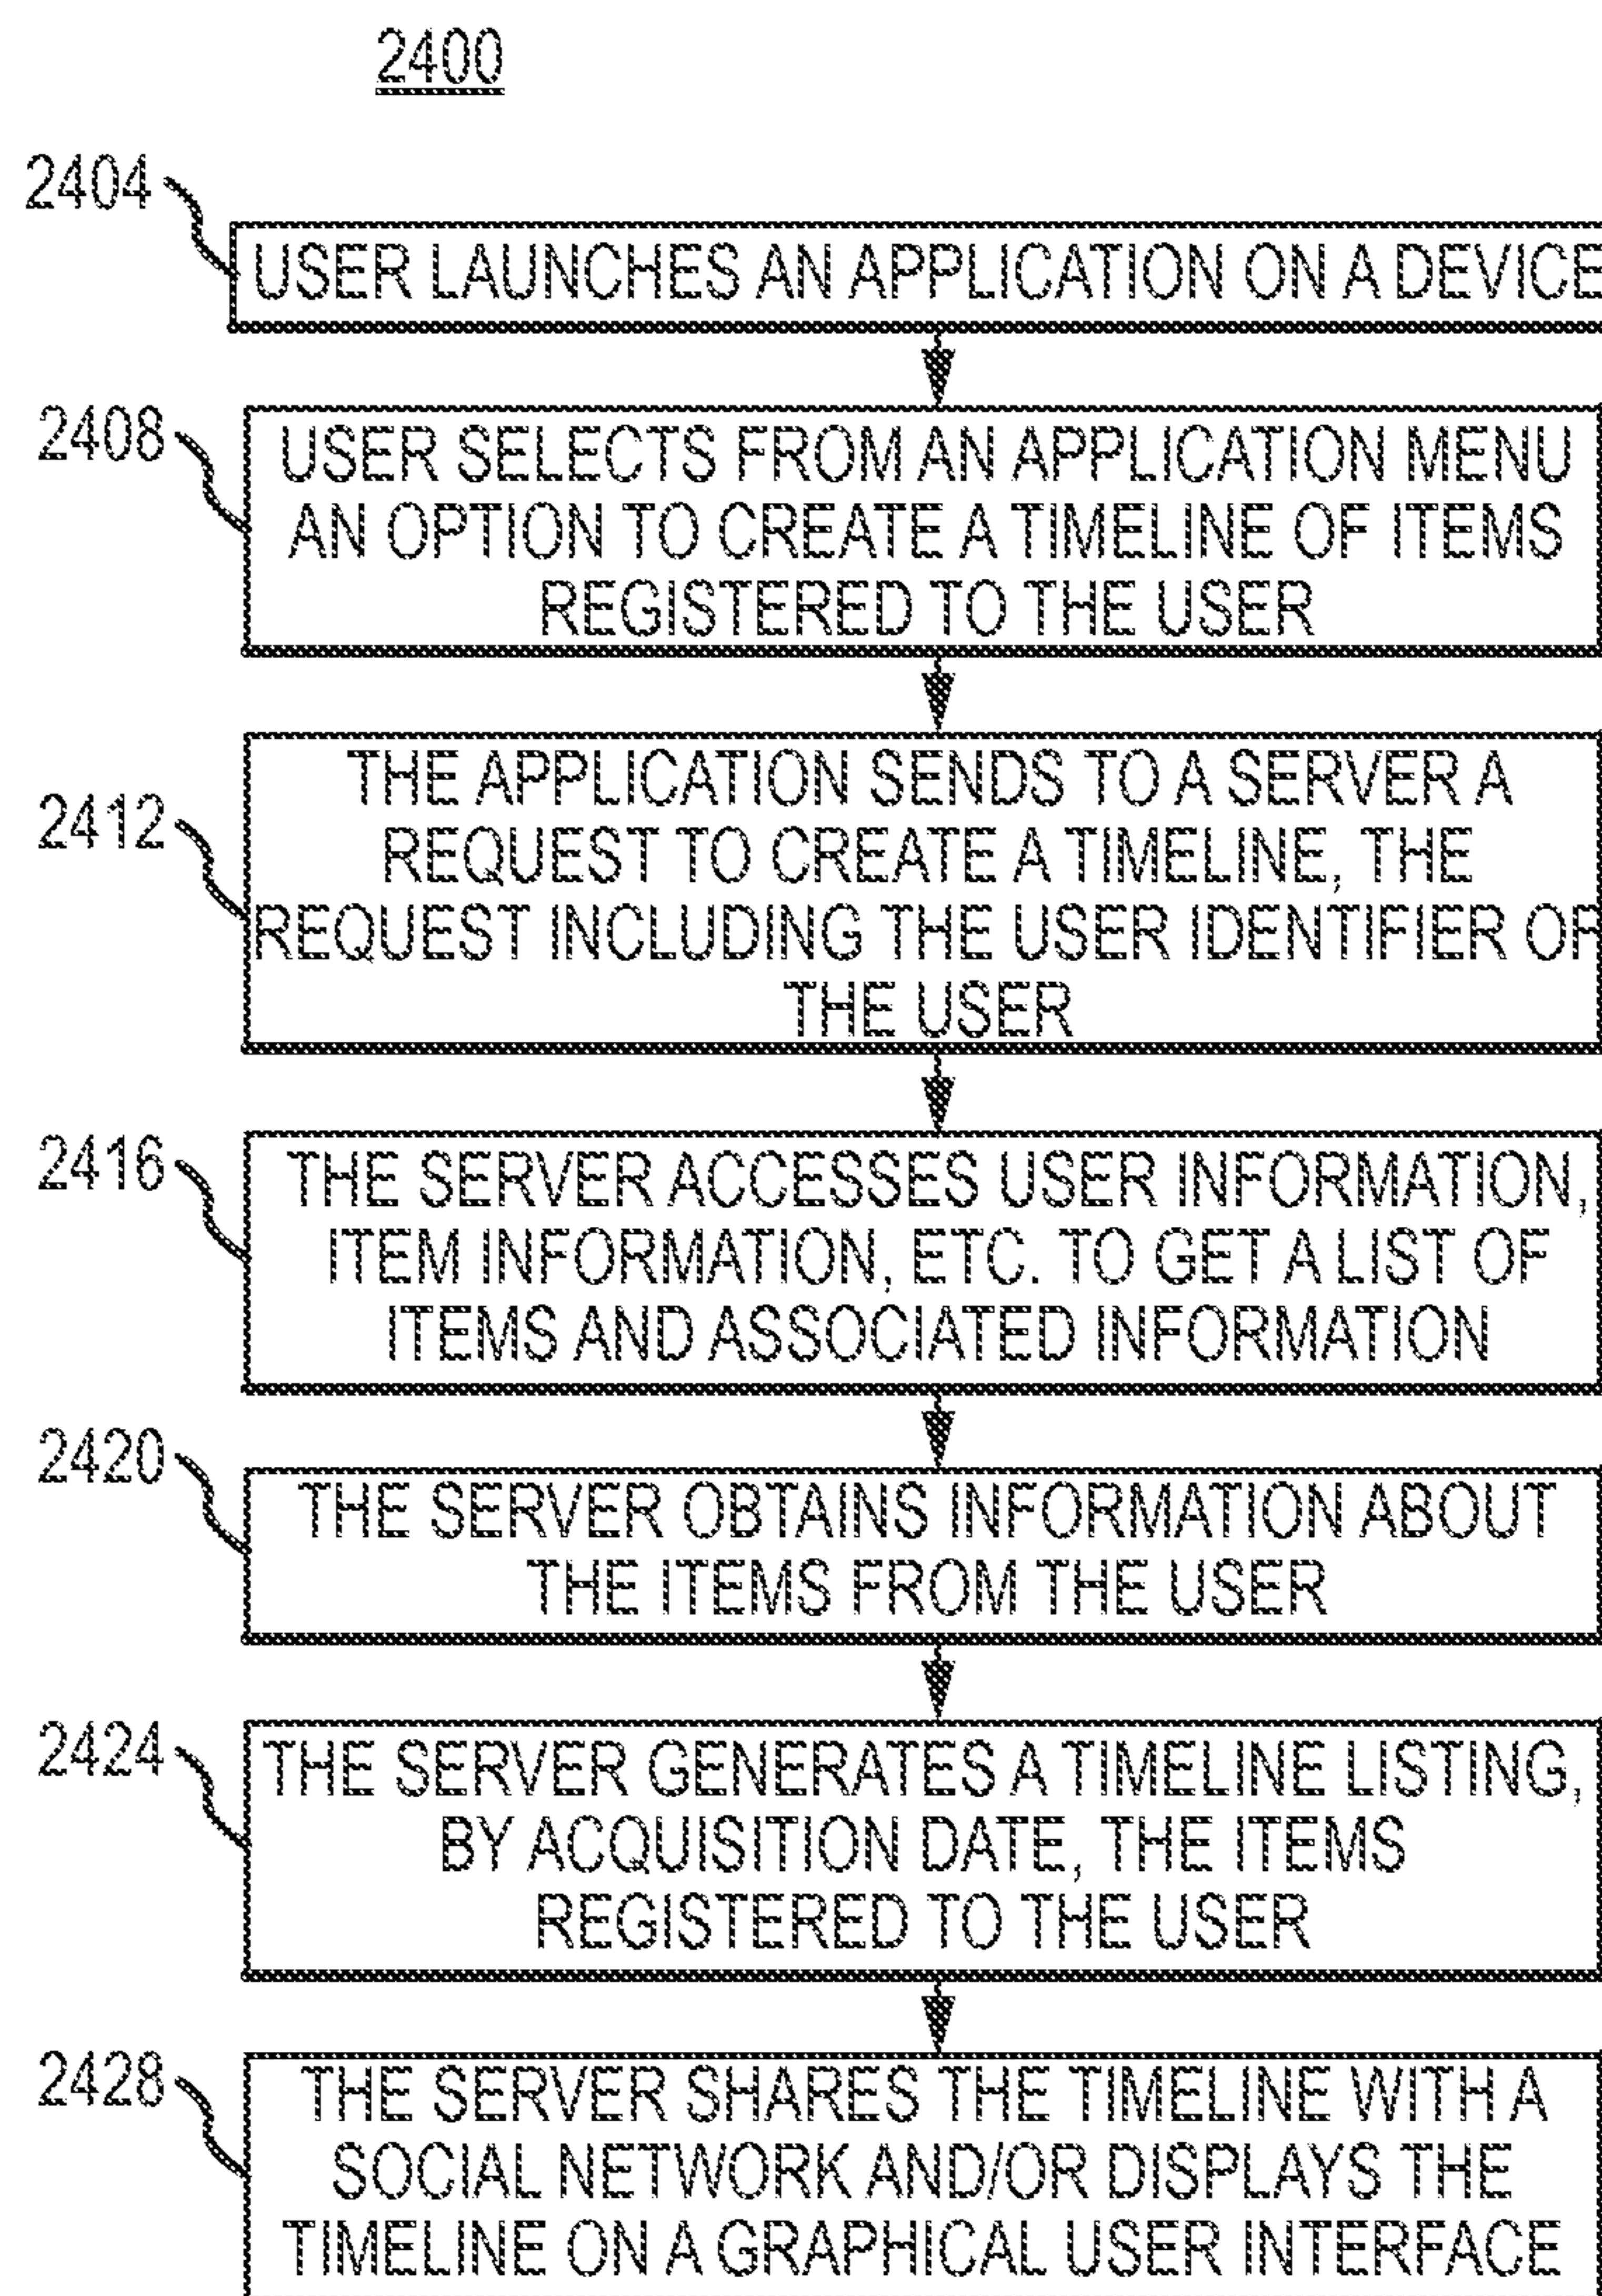 2400
2404
USER LAUNCHES AN APPLICATION ON A DEVICE
2408
USER SELECTS FROM AN APPLICATION MENU
AN OPTION TO CREATE A TIMELINE OF ITEMS
REGISTERED TO THE USER
2412
THE APPLICATION SENDS TO A SERVER A
REQUEST TO CREATE A TIMELINE, THE
REQUEST INCLUDING THE USER IDENTIFIER OF
THE USER
2416
THE SERVER ACCESSES USER INFORMATION,
ITEM INFORMATION, ETC. TO GET A LIST OF
ITEMS AND ASSOCIATED INFORMATION
2420
THE SERVER OBTAINS INFORMATION ABOUT
THE ITEMS FROM THE USER
2424
THE SERVER GENERATES A TIMELINE LISTING,
BY ACQUISITION DATE, THE ITEMS
REGISTERED TO THE USER
2428
THE SERVER SHARES THE TIMELINE WITH A
SOCIAL NETWORK AND/OR DISPLAYS THE
TIMELINE ON A GRAPHICAL USER INTERFACE